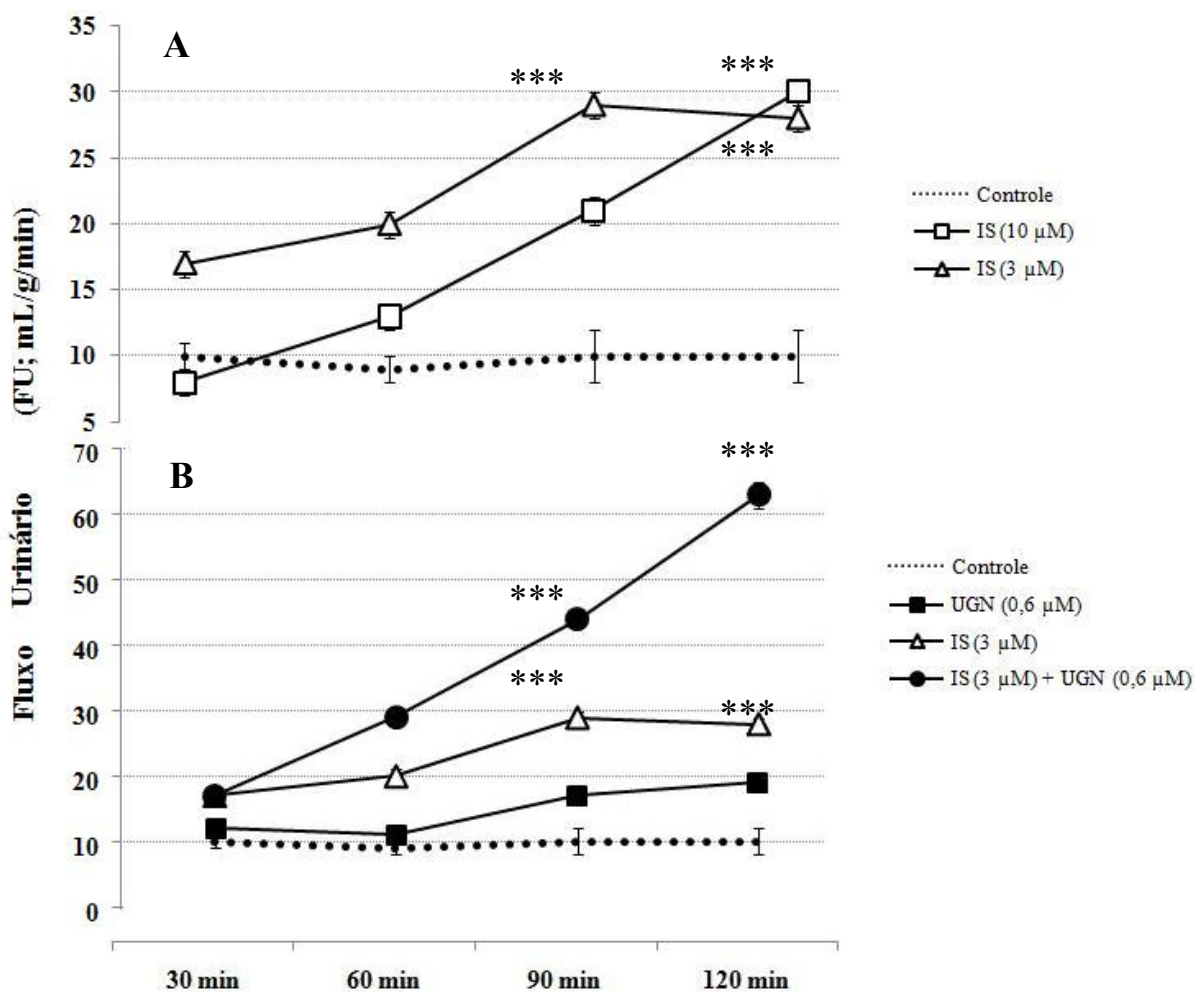 A
35
30
25
20
15
10
5
***
***
***
Controle
IS (10 µM)
IS (3 µM)
Fluxo Urinário (FU; mL/g/min)
B
70
60
50
40
30
20
10
0
***
***
***
***
Controle
UGN (0,6 µM)
IS (3 µM)
IS (3 µM) + UGN (0,6 µM)
30 min
60 min
90 min
120 min